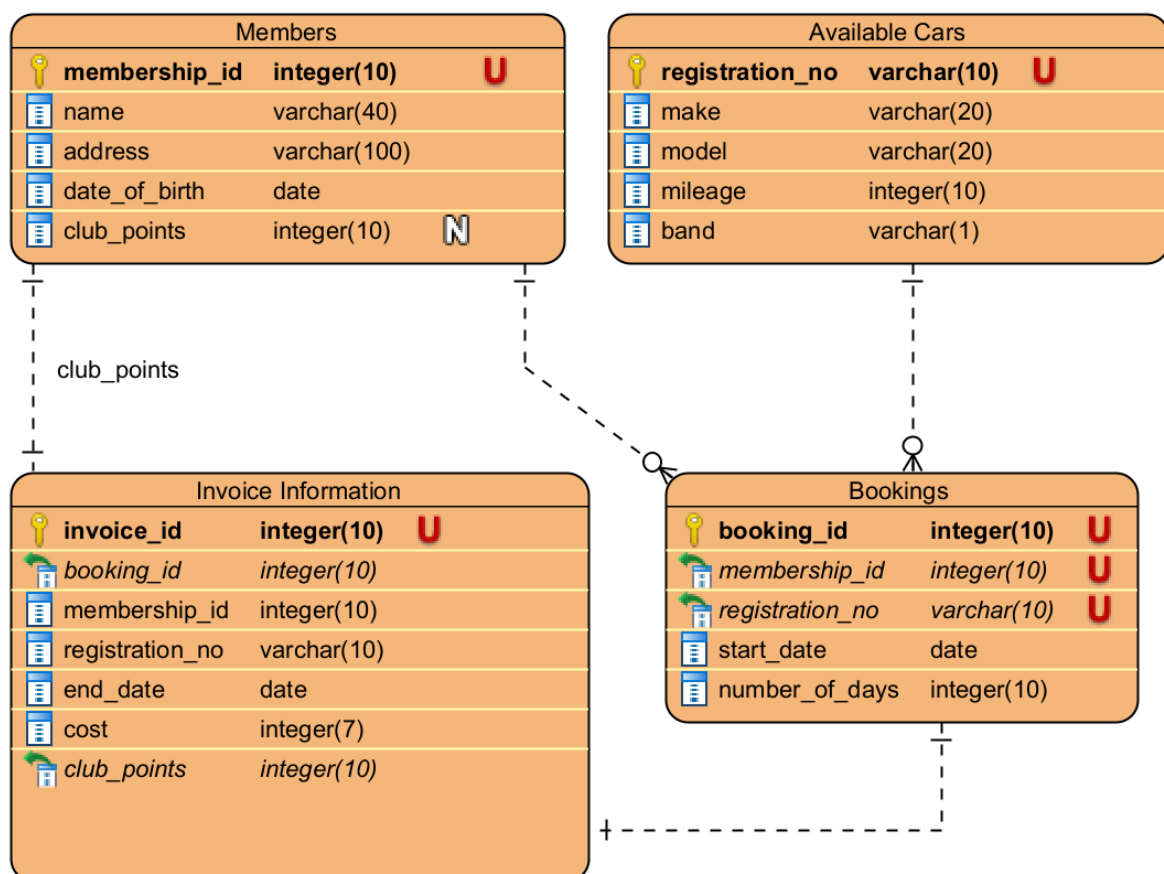 Members
membership_id integer(10) U
name varchar(40)
address varchar(100)
date_of_birth date
club_points integer(10) N
Available Cars
registration_no varchar(10) U
make varchar(20)
model varchar(20)
mileage integer(10)
band varchar(1)
club_points
Invoice Information
invoice_id integer(10) U
booking_id integer(10)
membership_id integer(10)
registration_no varchar(10)
end_date date
cost integer(7)
club_points integer(10)
Bookings
booking_id integer(10) U
membership_id integer(10) U
registration_no varchar(10) U
start_date date
number_of_days integer(10)